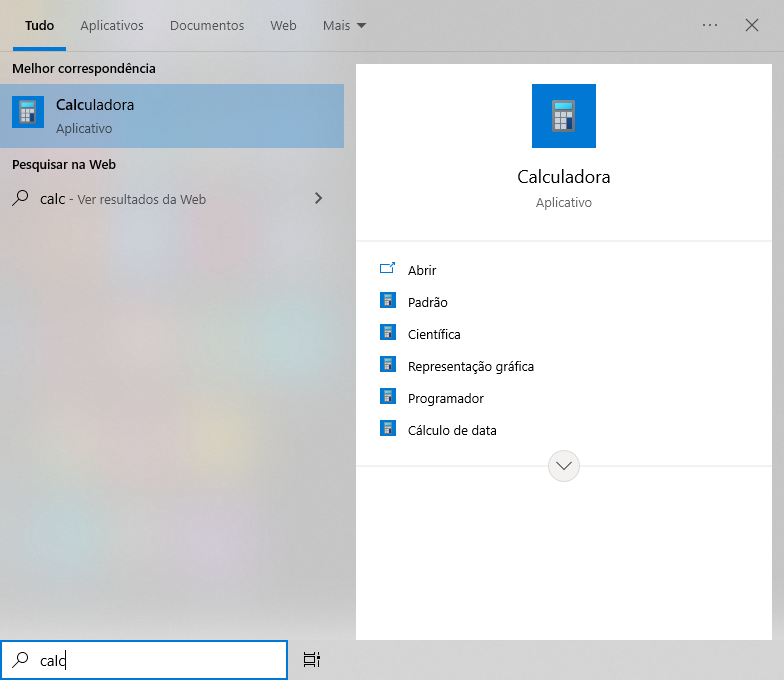 Tudo Aplicativos Documentos Web Mais
Melhor correspondência
Calculadora
Aplicativo
Pesquisar na Web
calc - Ver resultados da Web
Calculadora
Aplicativo
Abrir
Padrão
Científica
Representação gráfica
Programador
Cálculo de data
calc